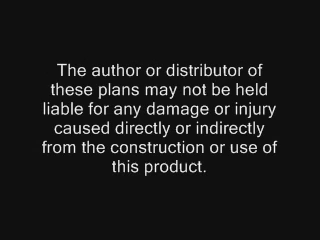 The author or distributor of
these plans may not be held
liable for any damage or injury
caused directly or indirectly
from the construction or use of
this product.